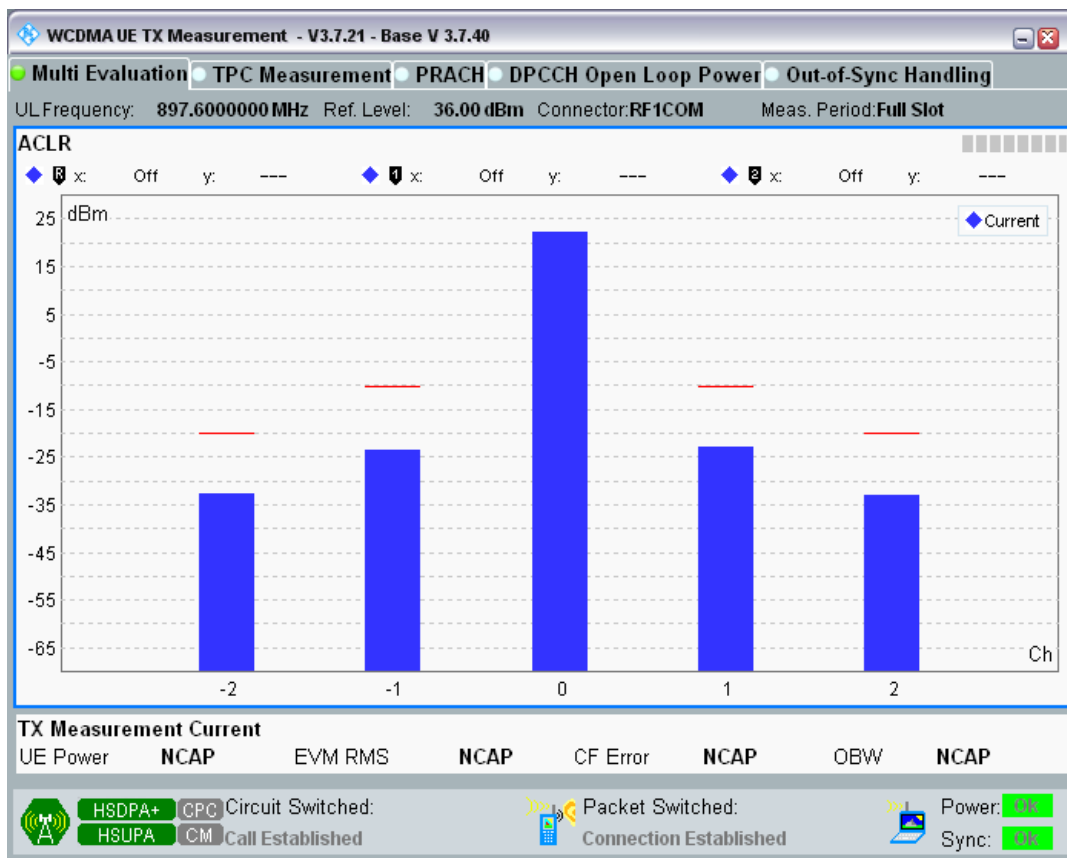 WCDMA UE TX Measurement - V3.7.21 - Base V 3.7.40
Multi Evaluation TPC Measurement PRACH DPCCH Open Loop Power Out-of-Sync Handling
UL Frequency: 897.6000000 MHz Ref. Level: 36.00 dBm Connector:RF1COM Meas. Period:Full Slot
ACLR
R x: Off y: --- 1 x: Off y: --- 2 x: Off y: ---
dBm
Current
25
15
5
-5
-15
-25
-35
-45
-55
-65
Ch
-2 -1 0 1 2
TX Measurement Current
UE Power NCAP EVM RMS NCAP CF Error NCAP OBW NCAP
HSDPA+ CPC Circuit Switched: Packet Switched: Power: Ok
HSUPA CM Call Established Connection Established Sync: Ok